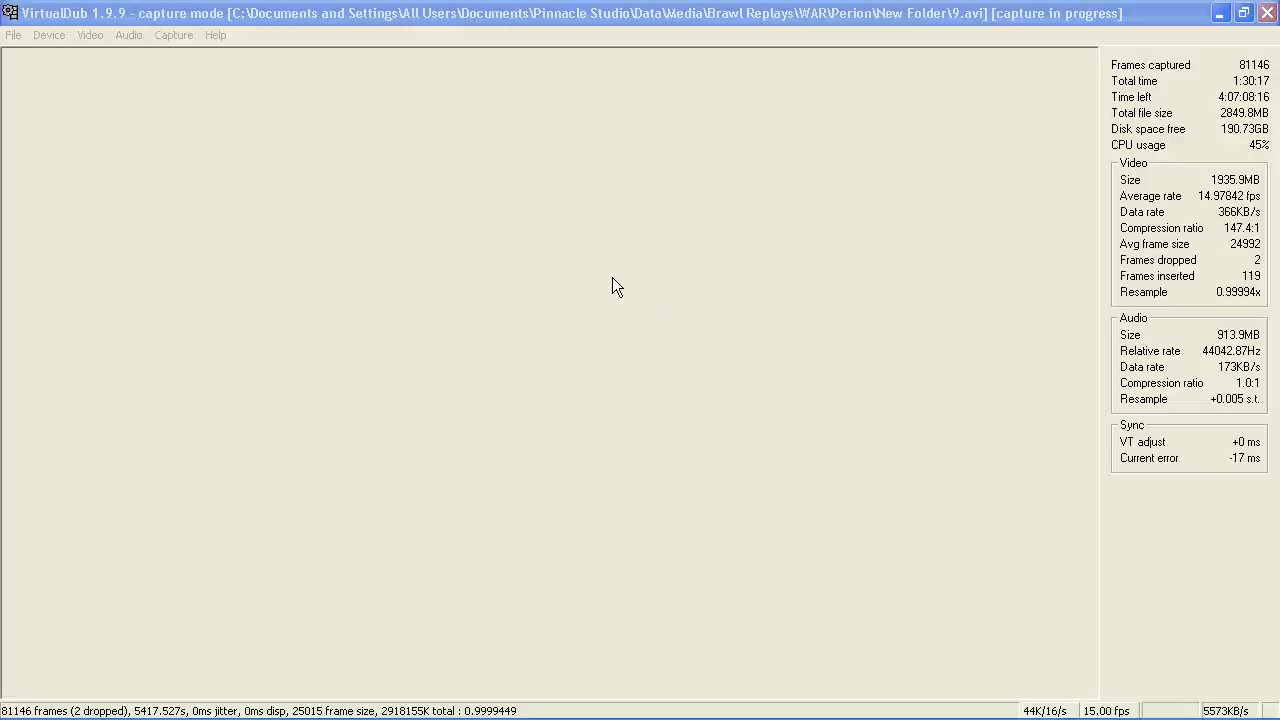 VirtualDub 1.9.9 - capture mode [C:\Documents and Settings\All Users\Documents\Pinnacle Studio\Data\Media\Brawl Replays\WAR\Perion\New Folder\9.avi] [capture in progress]
File Device Video Audio Capture Help
Frames captured 81146
Total time 1:30:17
Time left 4:07:08:16
Total file size 2849.8MB
Disk space free 190.73GB
CPU usage 45%
Video
Size 1935.9MB
Average rate 14.97842 fps
Data rate 366KB/s
Compression ratio 147.4:1
Avg frame size 24992
Frames dropped 2
Frames inserted 119
Resample 0.99994x
Audio
Size 913.9MB
Relative rate 44042.87Hz
Data rate 173KB/s
Compression ratio 1.0:1
Resample +0.005 s.t.
Sync
VT adjust +0 ms
Current error -17 ms
81146 frames (2 dropped), 5417.527s, 0ms jitter, 0ms disp, 25015 frame size, 2918155K total : 0.9999449 44K/16/s 15.00 fps 5573KB/s